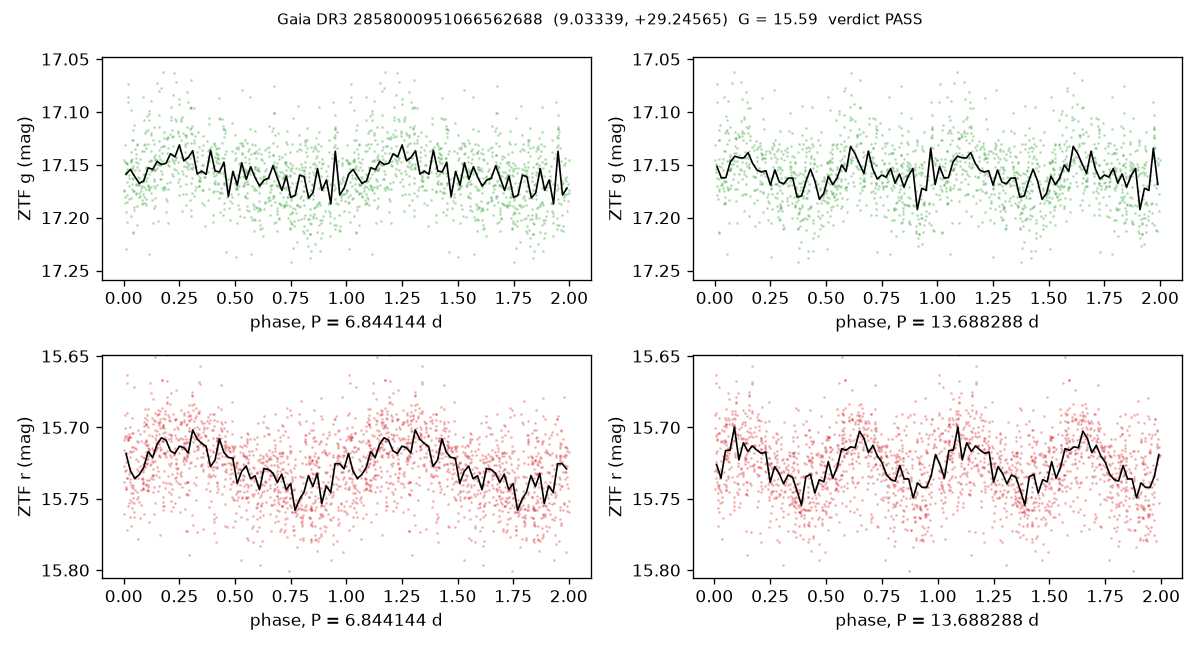 Gaia DR3 2858000951066562688 (9.03339, +29.24565) G = 15.59 verdict PASS
17.05
17.10
17.15
17.20
17.25
ZTF g (mag)
0.00 0.25 0.50 0.75 1.00 1.25 1.50 1.75 2.00
phase, P = 6.844144 d
17.05
17.10
17.15
17.20
17.25
ZTF g (mag)
0.00 0.25 0.50 0.75 1.00 1.25 1.50 1.75 2.00
phase, P = 13.688288 d
15.65
15.70
15.75
15.80
ZTF r (mag)
0.00 0.25 0.50 0.75 1.00 1.25 1.50 1.75 2.00
phase, P = 6.844144 d
15.65
15.70
15.75
15.80
ZTF r (mag)
0.00 0.25 0.50 0.75 1.00 1.25 1.50 1.75 2.00
phase, P = 13.688288 d